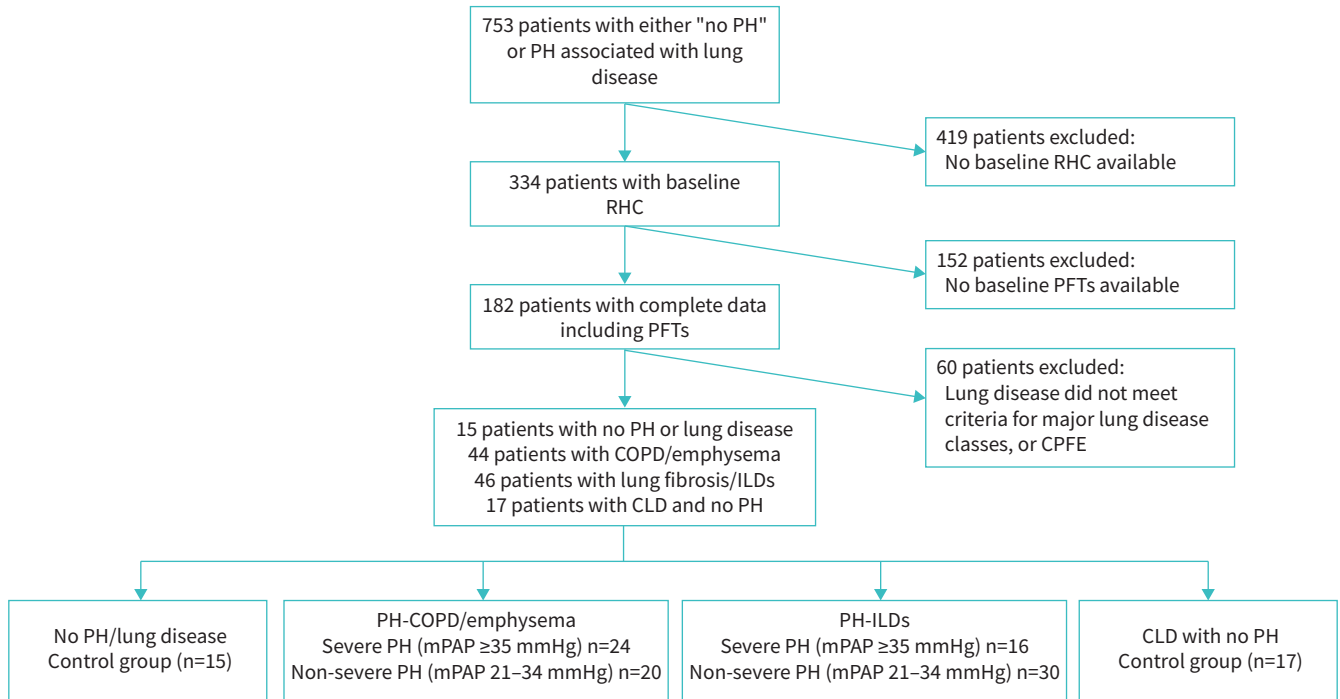 753 patients with either "no PH"
or PH associated with lung
disease
419 patients excluded:
No baseline RHC available
334 patients with baseline
RHC
152 patients excluded:
No baseline PFTs available
182 patients with complete data
including PFTs
60 patients excluded:
Lung disease did not meet
criteria for major lung disease
classes, or CPFE
15 patients with no PH or lung disease
44 patients with COPD/emphysema
46 patients with lung fibrosis/ILDs
17 patients with CLD and no PH
No PH/lung disease
Control group (n=15)
PH-COPD/emphysema
Severe PH (mPAP ≥35 mmHg) n=24
Non-severe PH (mPAP 21–34 mmHg) n=20
PH-ILDs
Severe PH (mPAP ≥35 mmHg) n=16
Non-severe PH (mPAP 21–34 mmHg) n=30
CLD with no PH
Control group (n=17)